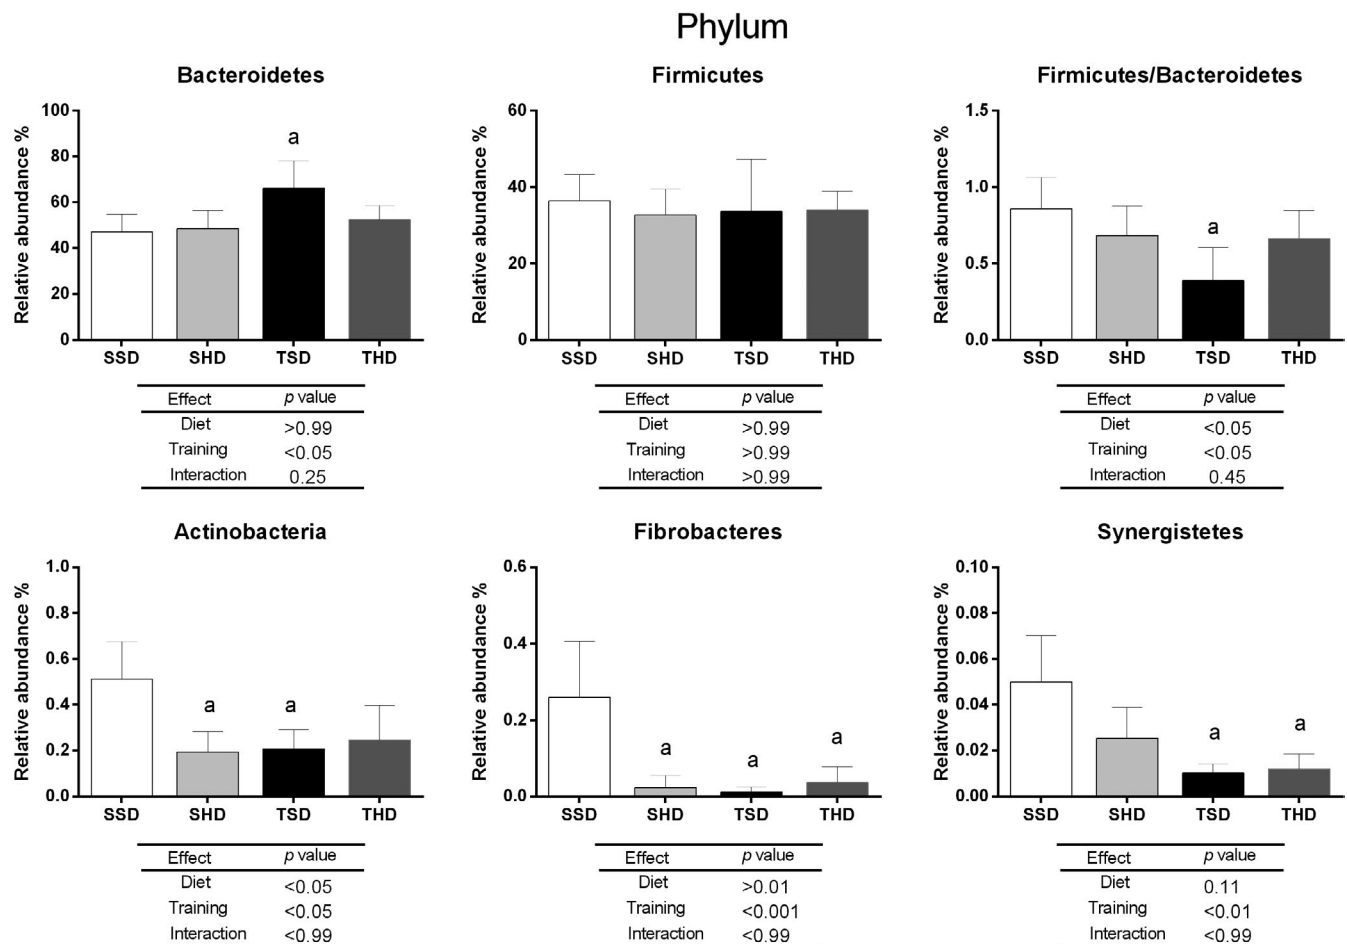 Phylum
Bacteroidetes
Relative abundance %
100
80
60
40
20
0
a
SSD SHD TSD THD
Effect p value
Diet >0.99
Training <0.05
Interaction 0.25
Firmicutes
Relative abundance %
60
40
20
0
SSD SHD TSD THD
Effect p value
Diet >0.99
Training >0.99
Interaction >0.99
Firmicutes/Bacteroidetes
Relative abundance %
1.5
1.0
0.5
0.0
a
SSD SHD TSD THD
Effect p value
Diet <0.05
Training <0.05
Interaction 0.45
Actinobacteria
Relative abundance %
1.0
0.8
0.6
0.4
0.2
0.0
a a
SSD SHD TSD THD
Effect p value
Diet <0.05
Training <0.05
Interaction <0.99
Fibrobacteres
Relative abundance %
0.6
0.4
0.2
0.0
a a a
SSD SHD TSD THD
Effect p value
Diet >0.01
Training <0.001
Interaction <0.99
Synergistetes
Relative abundance %
0.10
0.08
0.06
0.04
0.02
0.00
a a
SSD SHD TSD THD
Effect p value
Diet 0.11
Training <0.01
Interaction <0.99